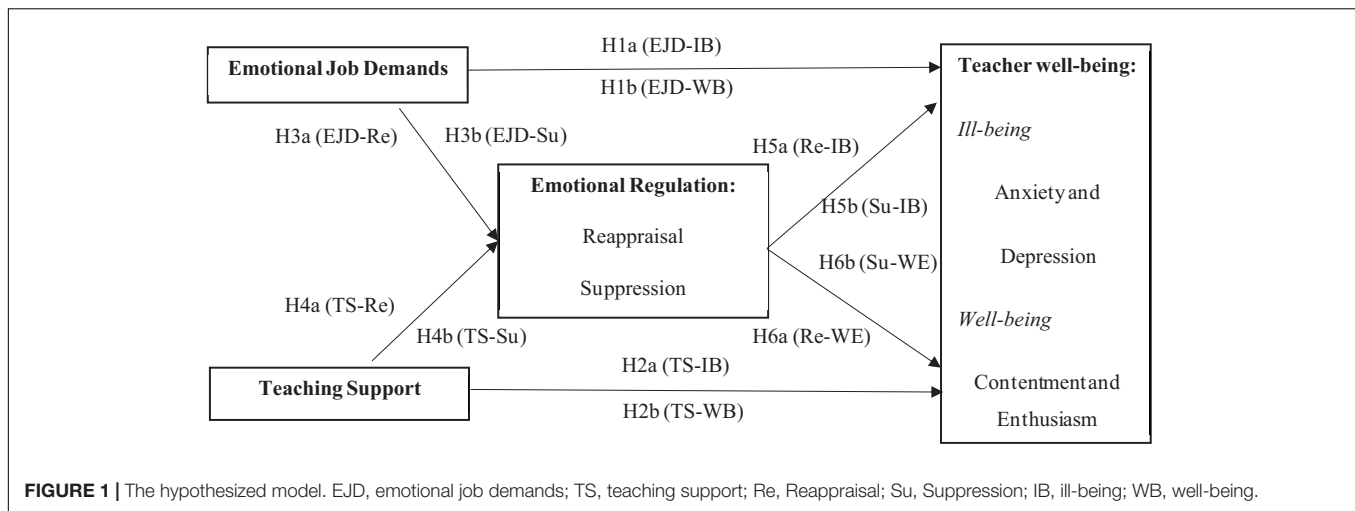 H1a (EJD-IB)
Emotional Job Demands
H1b (EJD-WB)
H3a (EJD-Re)
H3b (EJD-Su)
Emotional Regulation:
Reappraisal
Suppression
H4a (TS-Re)
H4b (TS-Su)
Teaching Support
H2a (TS-IB)
H2b (TS-WB)
H5a (Re-IB)
H5b (Su-IB)
H6b (Su-WE)
H6a (Re-WE)
Teacher well-being:
Ill-being
Anxiety and
Depression
Well-being
Contentment and
Enthusiasm
FIGURE 1 | The hypothesized model. EJD, emotional job demands; TS, teaching support; Re, Reappraisal; Su, Suppression; IB, ill-being; WB, well-being.